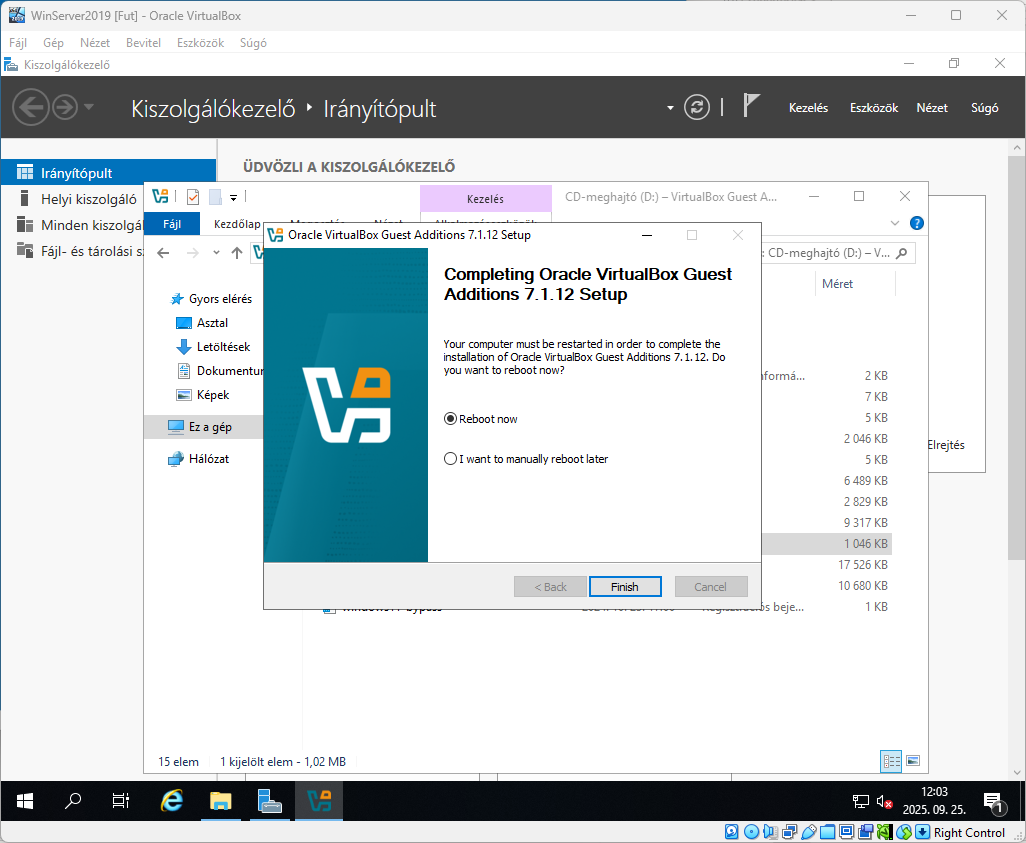 WinServer2019 [Fut] - Oracle VirtualBox
Fájl Gép Nézet Bevitel Eszközök Súgó
Kiszolgálókezelő
Kiszolgálókezelő Irányítópult
Kezelés Eszközök Nézet Súgó
ÜDVÖZLI A KISZOLGÁLÓKEZELŐ
Irányítópult
Helyi kiszolgáló
Minden kiszolgá
Fájl- és tárolási s
Kezelés
CD-meghajtó (D:) – VirtualBox Guest A...
Fájl
Kezdőlap
Oracle VirtualBox Guest Additions 7.1.12 Setup
CD-meghajtó (D:) – V...
Méret
Gyors elérés
Asztal
Letöltések
Dokumentu
Képek
Ez a gép
Hálózat
Completing Oracle VirtualBox Guest
Additions 7.1.12 Setup
Your computer must be restarted in order to complete the
installation of Oracle VirtualBox Guest Additions 7.1.12. Do
you want to reboot now?
Reboot now
I want to manually reboot later
< Back Finish Cancel
2 KB
7 KB
5 KB
2 046 KB
5 KB
6 489 KB
2 829 KB
9 317 KB
1 046 KB
17 526 KB
10 680 KB
1 KB
Elrejtés
15 elem 1 kijelölt elem - 1,02 MB
12:03
2025. 09. 25.
1
Right Control